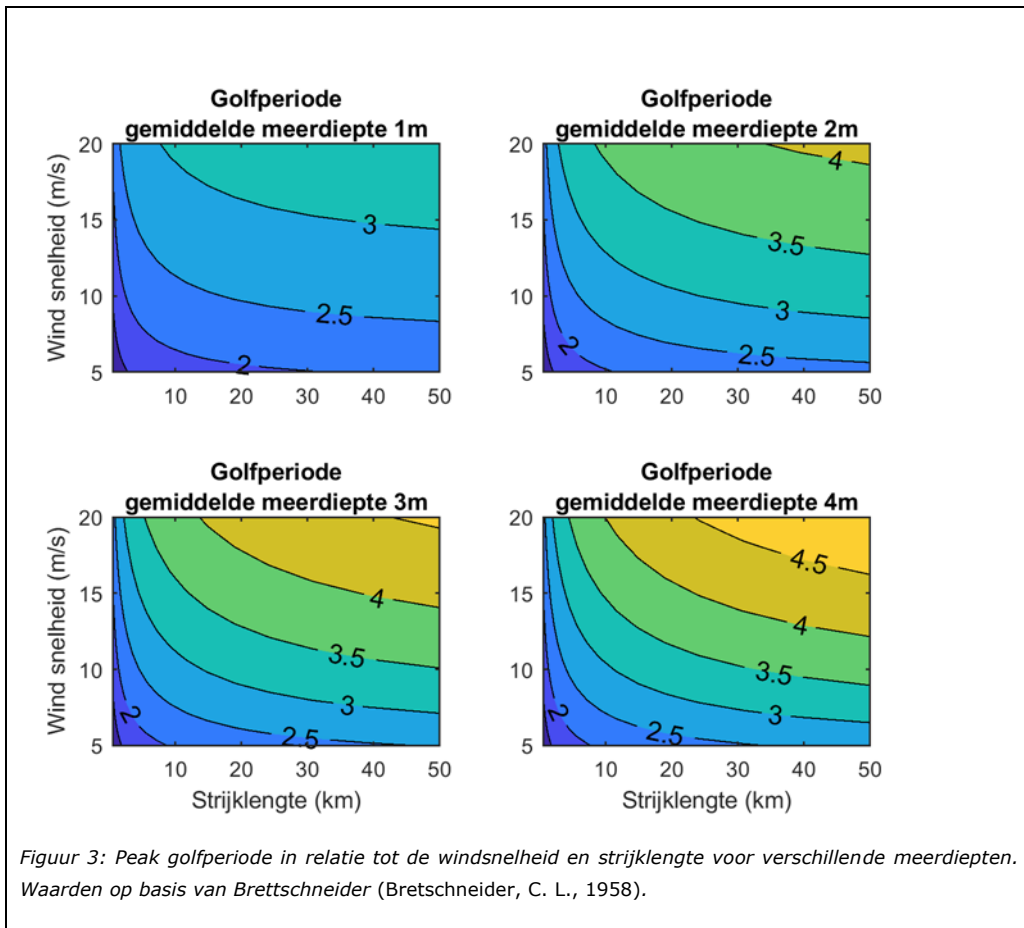 Golfperiode
gemiddelde meerdiepte 1m
Wind snelheid (m/s)
20
15
10
5
3
2.5
2
10 20 30 40 50
Golfperiode
gemiddelde meerdiepte 2m
20
15
10
5
4
3.5
3
2.5
2
10 20 30 40 50
Golfperiode
gemiddelde meerdiepte 3m
Wind snelheid (m/s)
20
15
10
5
4
3.5
3
2.5
2
10 20 30 40 50
Strijklengte (km)
Golfperiode
gemiddelde meerdiepte 4m
20
15
10
5
4.5
4
3.5
3
2.5
2
10 20 30 40 50
Strijklengte (km)
Figuur 3: Peak golfperiode in relatie tot de windsnelheid en strijklengte voor verschillende meerdiepten.
Waarden op basis van Brettschneider (Bretschneider, C. L., 1958).